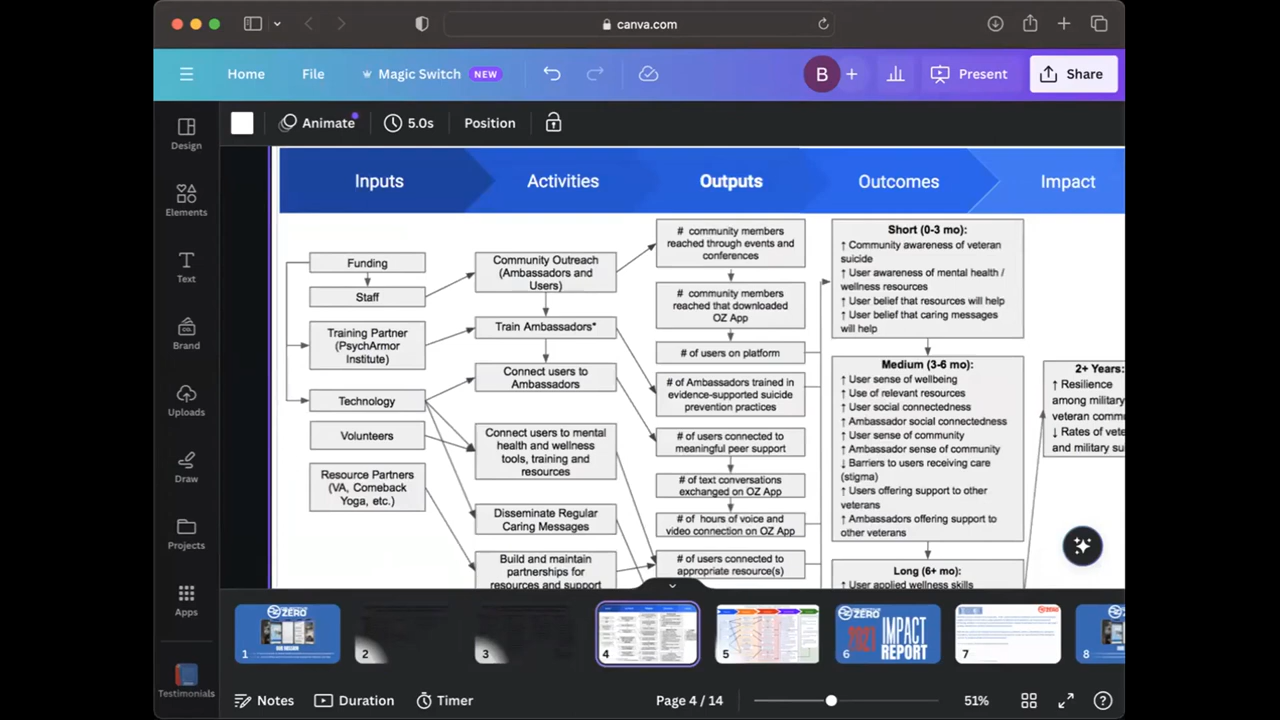 canva.com
Home
File
Magic Switch NEW
B
Present
Share
Design
Elements
Text
Brand
Uploads
Draw
Projects
Apps
Testimonials
Animate
5.0s
Position
Inputs
Activities
Outputs
Outcomes
Impact
Funding
Staff
Training Partner
(PsychArmor
Institute)
Technology
Volunteers
Resource Partners
(VA, Comeback
Yoga, etc.)
Community Outreach
(Ambassadors and
Users)
Train Ambassadors*
Connect users to
Ambassadors
Connect users to mental
health and wellness
tools, training and
resources
Disseminate Regular
Caring Messages
Build and maintain
partnerships for
resources and support
# community members
reached through events and
conferences
# community members
reached that downloaded
OZ App
# of users on platform
# of Ambassadors trained in
evidence-supported suicide
prevention practices
# of users connected to
meaningful peer support
# of text conversations
exchanged on OZ App
# of hours of voice and
video connection on OZ App
# of users connected to
appropriate resource(s)
Short (0-3 mo):
↑ Community awareness of veteran
suicide
↑ User awareness of mental health /
wellness resources
↑ User belief that resources will help
↑ User belief that caring messages
will help
Medium (3-6 mo):
↑ User sense of wellbeing
↑ Use of relevant resources
↑ User social connectedness
↑ Ambassador social connectedness
↑ User sense of community
↑ Ambassador sense of community
↓ Barriers to users receiving care
(stigma)
↑ Users offering support to other
veterans
↑ Ambassadors offering support to
other veterans
Long (6+ mo):
↑ User applied wellness skills
2+ Years:
↑ Resilience
among military
veteran comm
↓ Rates of vete
and military su
1
2
3
4
5
6
ZERO
2021 IMPACT
REPORT
7
8
Notes
Duration
Timer
Page 4 / 14
51%